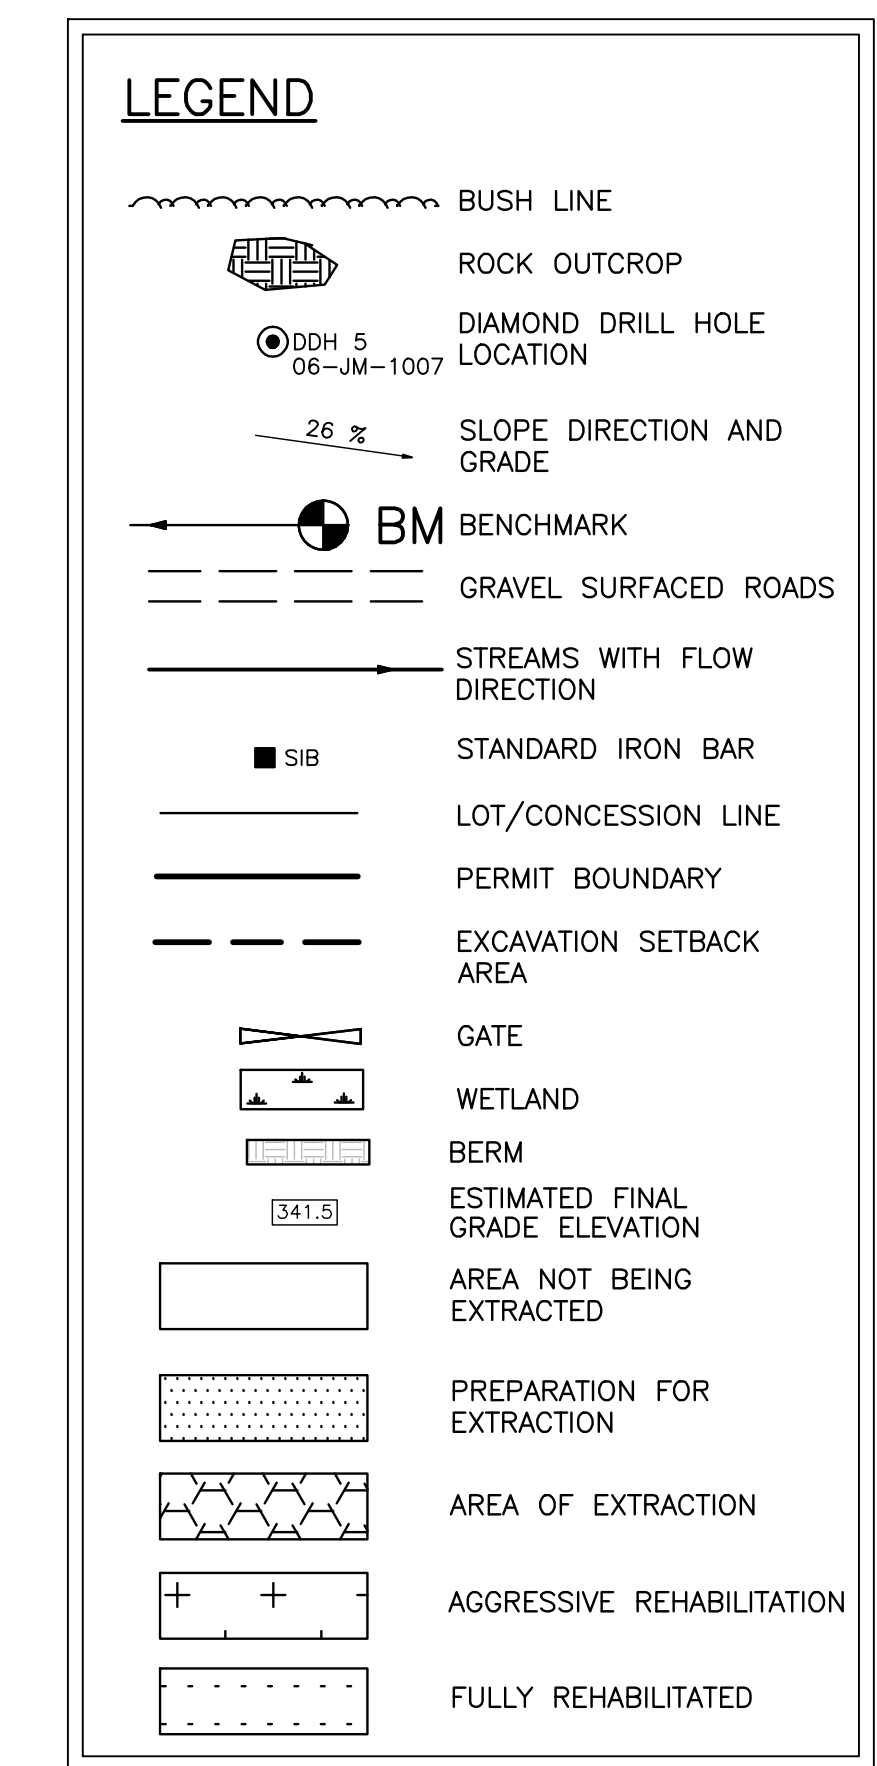 LEGEND
BUSH LINE
ROCK OUTCROP
DDH 5
06-JM-1007
DIAMOND DRILL HOLE
LOCATION
26 %
SLOPE DIRECTION AND
GRADE
BM BENCHMARK
GRAVEL SURFACED ROADS
STREAMS WITH FLOW
DIRECTION
SIB STANDARD IRON BAR
LOT/CONCESSION LINE
PERMIT BOUNDARY
EXCAVATION SETBACK
AREA
GATE
WETLAND
BERM
341.5
ESTIMATED FINAL
GRADE ELEVATION
AREA NOT BEING
EXTRACTED
PREPARATION FOR
EXTRACTION
AREA OF EXTRACTION
AGGRESSIVE REHABILITATION
FULLY REHABILITATED